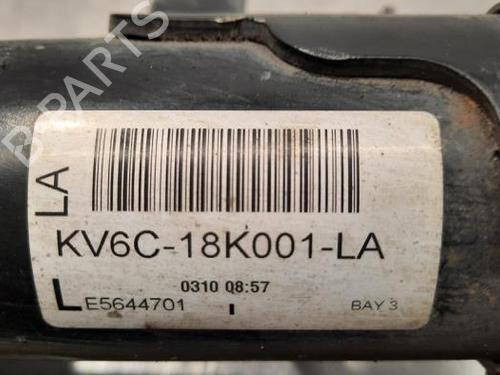 B PARTS
LA
KV6C-18K001-LA
0310 08:57
L E5644701 BAY 3